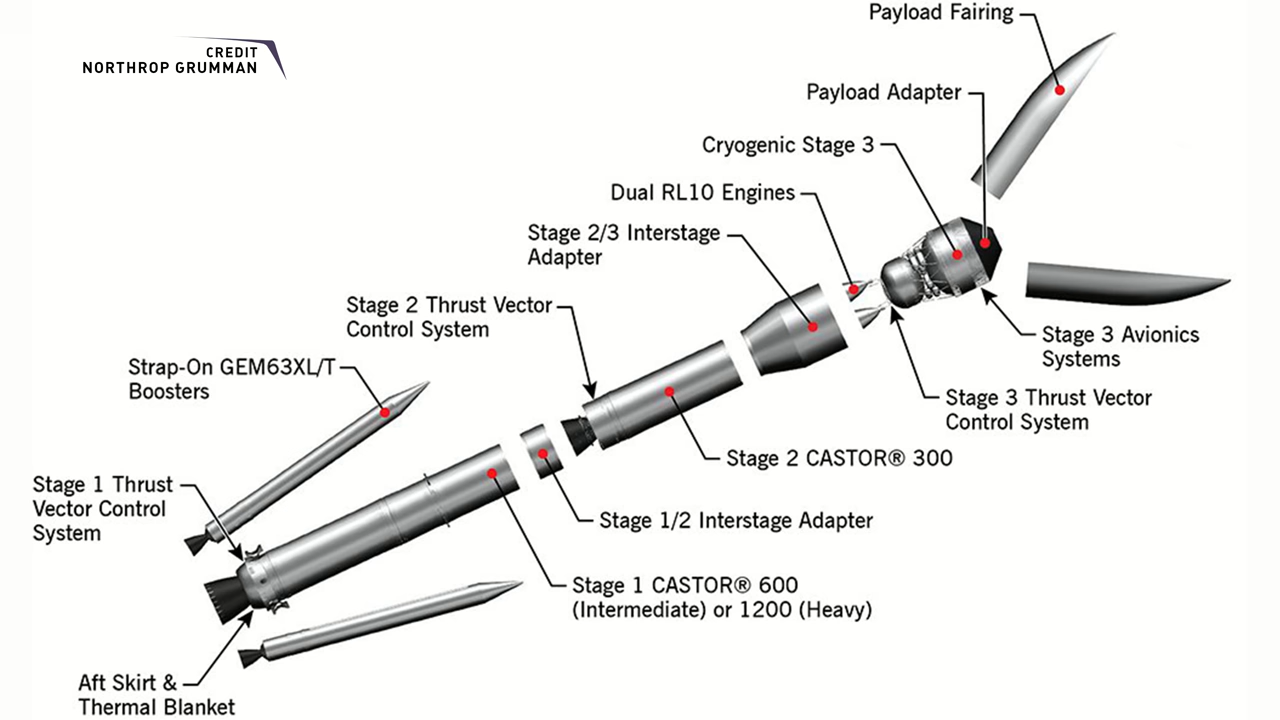 CREDIT
NORTHROP GRUMMAN
Payload Fairing
Payload Adapter
Cryogenic Stage 3
Dual RL10 Engines
Stage 2/3 Interstage
Adapter
Stage 2 Thrust Vector
Control System
Strap-On GEM63XL/T
Boosters
Stage 1 Thrust
Vector Control
System
Aft Skirt &
Thermal Blanket
Stage 3 Avionics
Systems
Stage 3 Thrust Vector
Control System
Stage 2 CASTOR® 300
Stage 1/2 Interstage Adapter
Stage 1 CASTOR® 600
(Intermediate) or 1200 (Heavy)